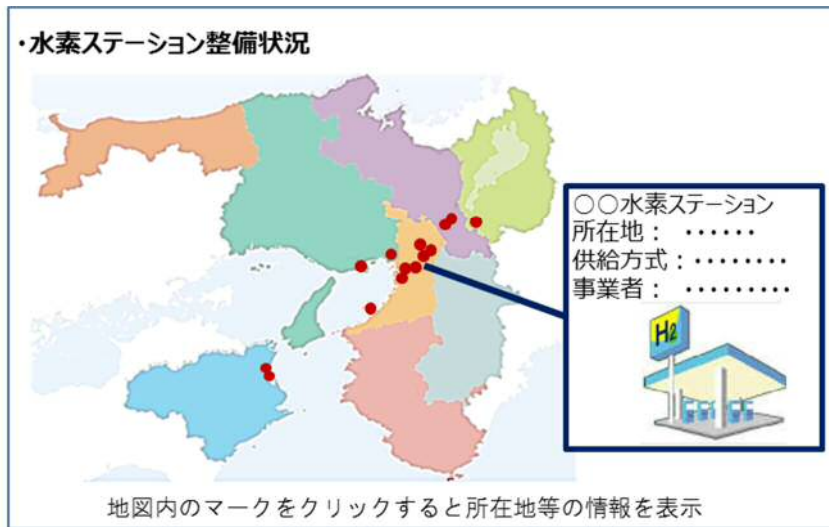 ・水素ステーション整備状況
○○水素ステーション
所在地： ······
供給方式：········
事業者： ·········
H2
地図内のマークをクリックすると所在地等の情報を表示